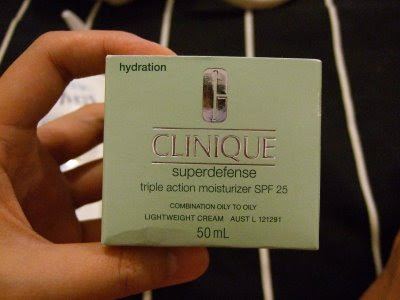 hydration
CLINIQUE
superdefense
triple action moisturizer SPF 25
COMBINATION OILY TO OILY
LIGHTWEIGHT CREAM AUST L 121291
50 mL